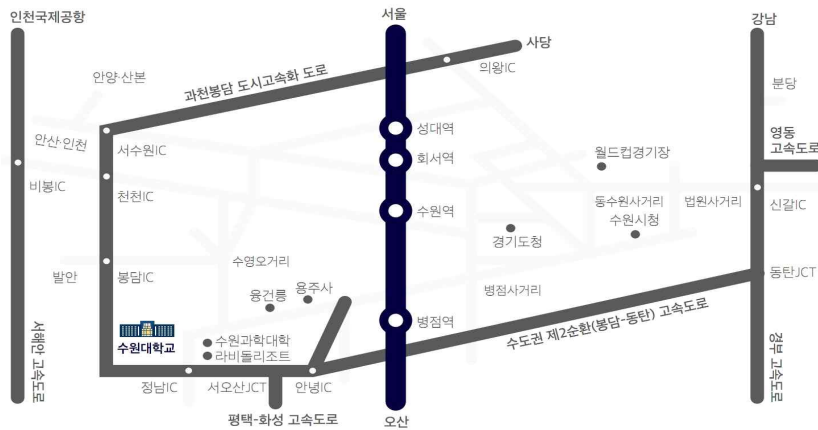 인천국제공항
서울
강남
사당
의왕IC
과천봉담 도시고속화 도로
안양·산본
분당
안산·인천
서수원IC
성대역
영동
고속도로
회서역
월드컵경기장
비봉IC
천천IC
동수원사거리
법원사거리
신갈IC
수원역
수원시청
경기도청
수영오거리
발안
봉담IC
동탄JCT
융건릉
용주사
병점사거리
병점역
수도권 제2순환(봉담-동탄) 고속도로
수원대학교
수원과학대학
라비돌리조트
서해안 고속도로
경부 고속도로
정남IC
서오산JCT
안녕IC
평택-화성 고속도로
오산